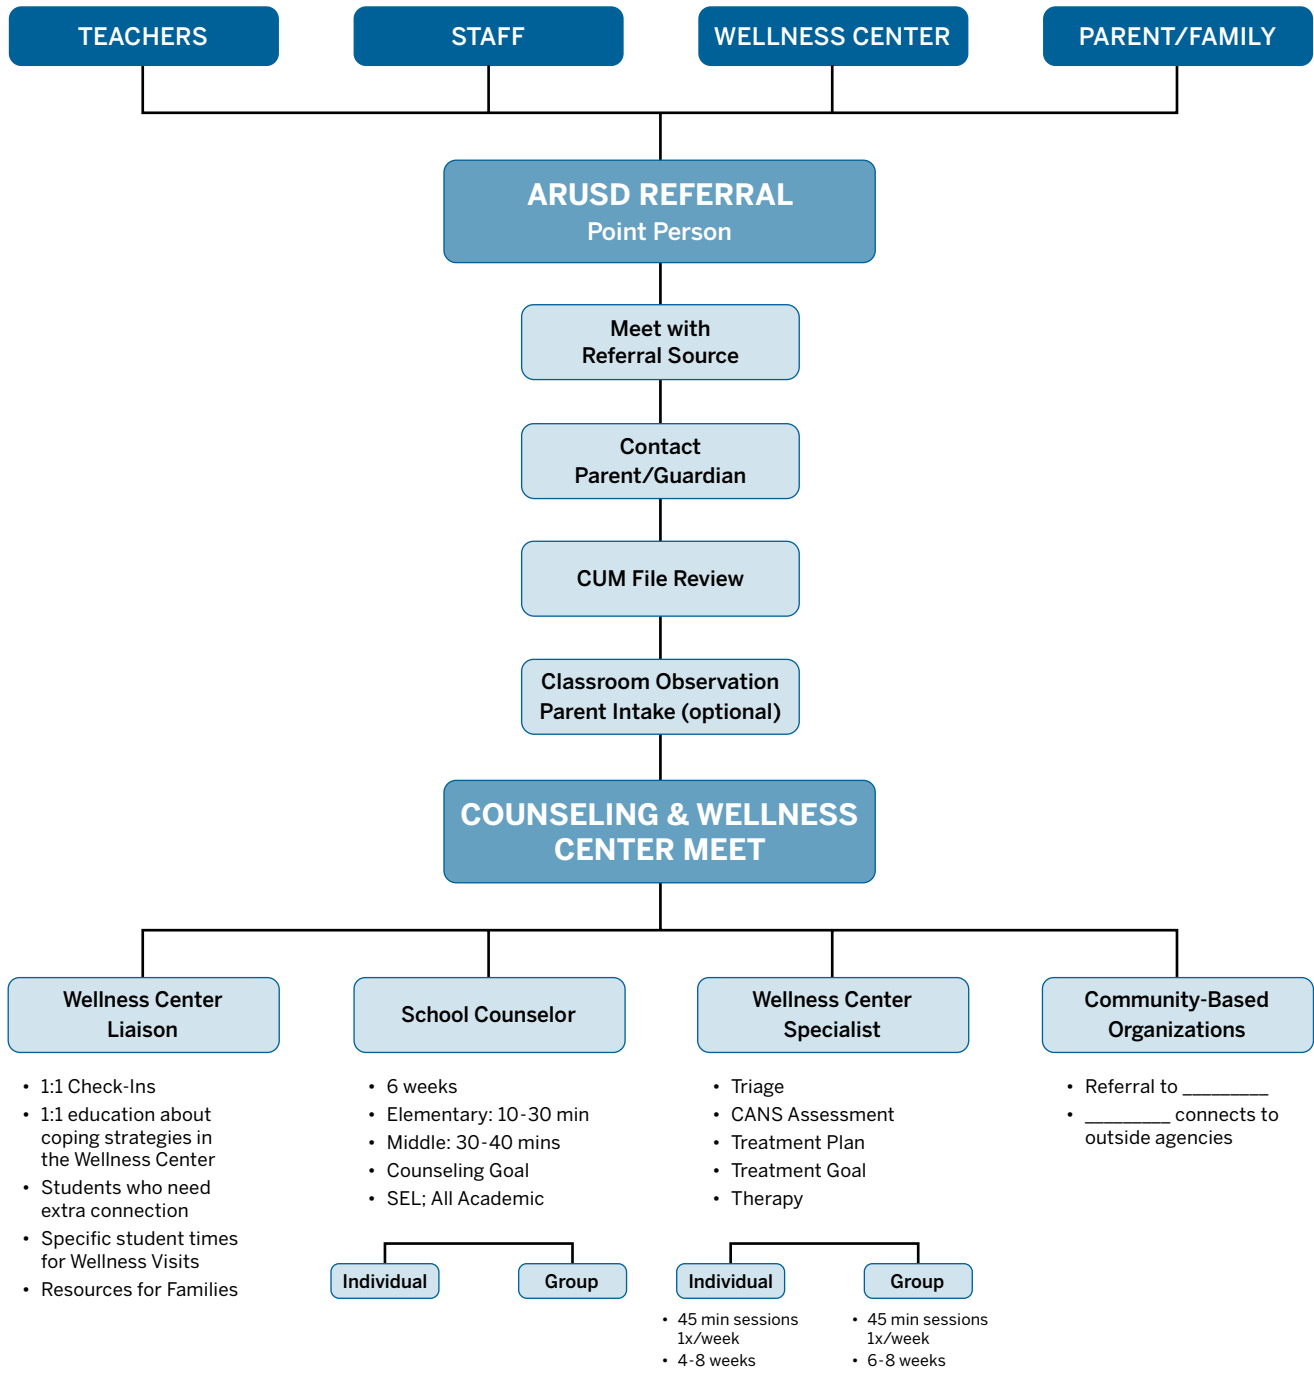 TEACHERS
STAFF
WELLNESS CENTER
PARENT/FAMILY
ARUSD REFERRAL
Point Person
Meet with
Referral Source
Contact
Parent/Guardian
CUM File Review
Classroom Observation
Parent Intake (optional)
COUNSELING & WELLNESS
CENTER MEET
Wellness Center
Liaison
• 1:1 Check-Ins
• 1:1 education about
coping strategies in
the Wellness Center
• Students who need
extra connection
• Specific student times
for Wellness Visits
• Resources for Families
School Counselor
• 6 weeks
• Elementary: 10-30 min
• Middle: 30-40 mins
• Counseling Goal
• SEL; All Academic
Individual
Group
Wellness Center
Specialist
• Triage
• CANS Assessment
• Treatment Plan
• Treatment Goal
• Therapy
Individual
• 45 min sessions
1x/week
• 4-8 weeks
Group
• 45 min sessions
1x/week
• 6-8 weeks
Community-Based
Organizations
• Referral to _________
• _________ connects to
outside agencies